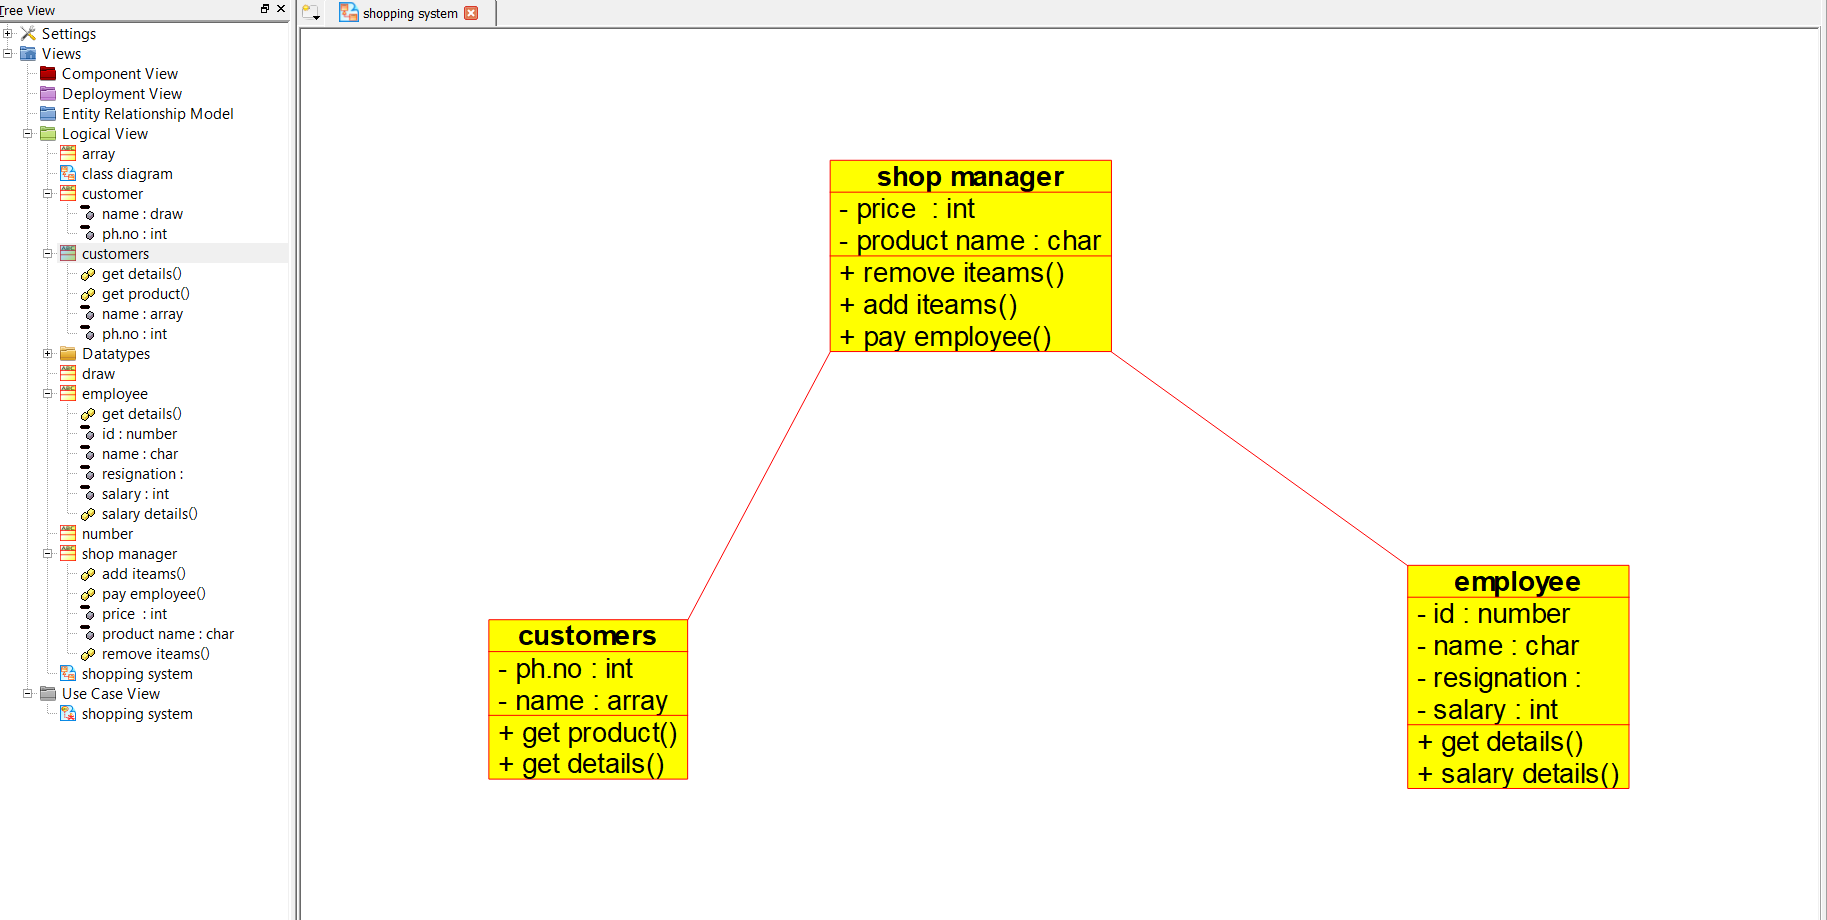 Tree View
shopping system
Settings
Views
Component View
Deployment View
Entity Relationship Model
Logical View
array
class diagram
customer
name : draw
ph.no : int
customers
get details()
get product()
name : array
ph.no : int
Datatypes
draw
employee
get details()
id : number
name : char
resignation :
salary : int
salary details()
number
shop manager
add iteams()
pay employee()
price  : int
product name : char
remove iteams()
shopping system
Use Case View
shopping system
shop manager
- price  : int
- product name : char
+ remove iteams()
+ add iteams()
+ pay employee()
customers
- ph.no : int
- name : array
+ get product()
+ get details()
employee
- id : number
- name : char
- resignation :
- salary : int
+ get details()
+ salary details()